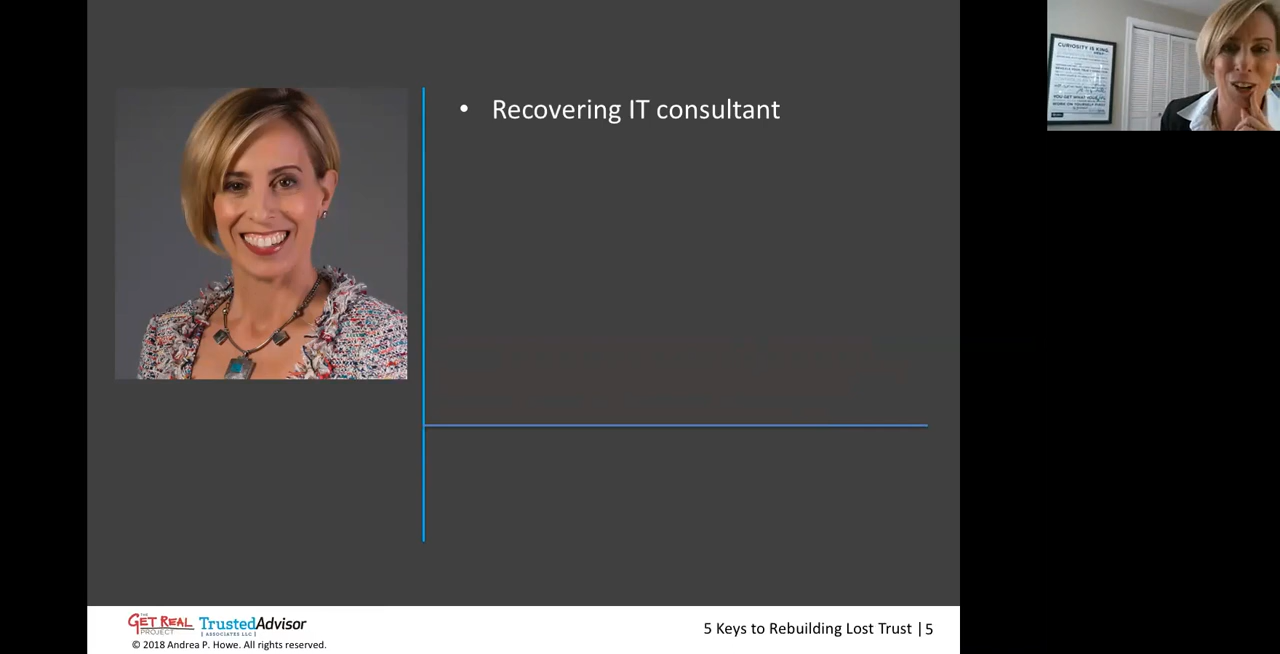 • Recovering IT consultant
CURIOSITY IS KING.
THE
GET REAL
PROJECT
TrustedAdvisor
| ASSOCIATES LLC |
© 2018 Andrea P. Howe. All rights reserved.
5 Keys to Rebuilding Lost Trust | 5